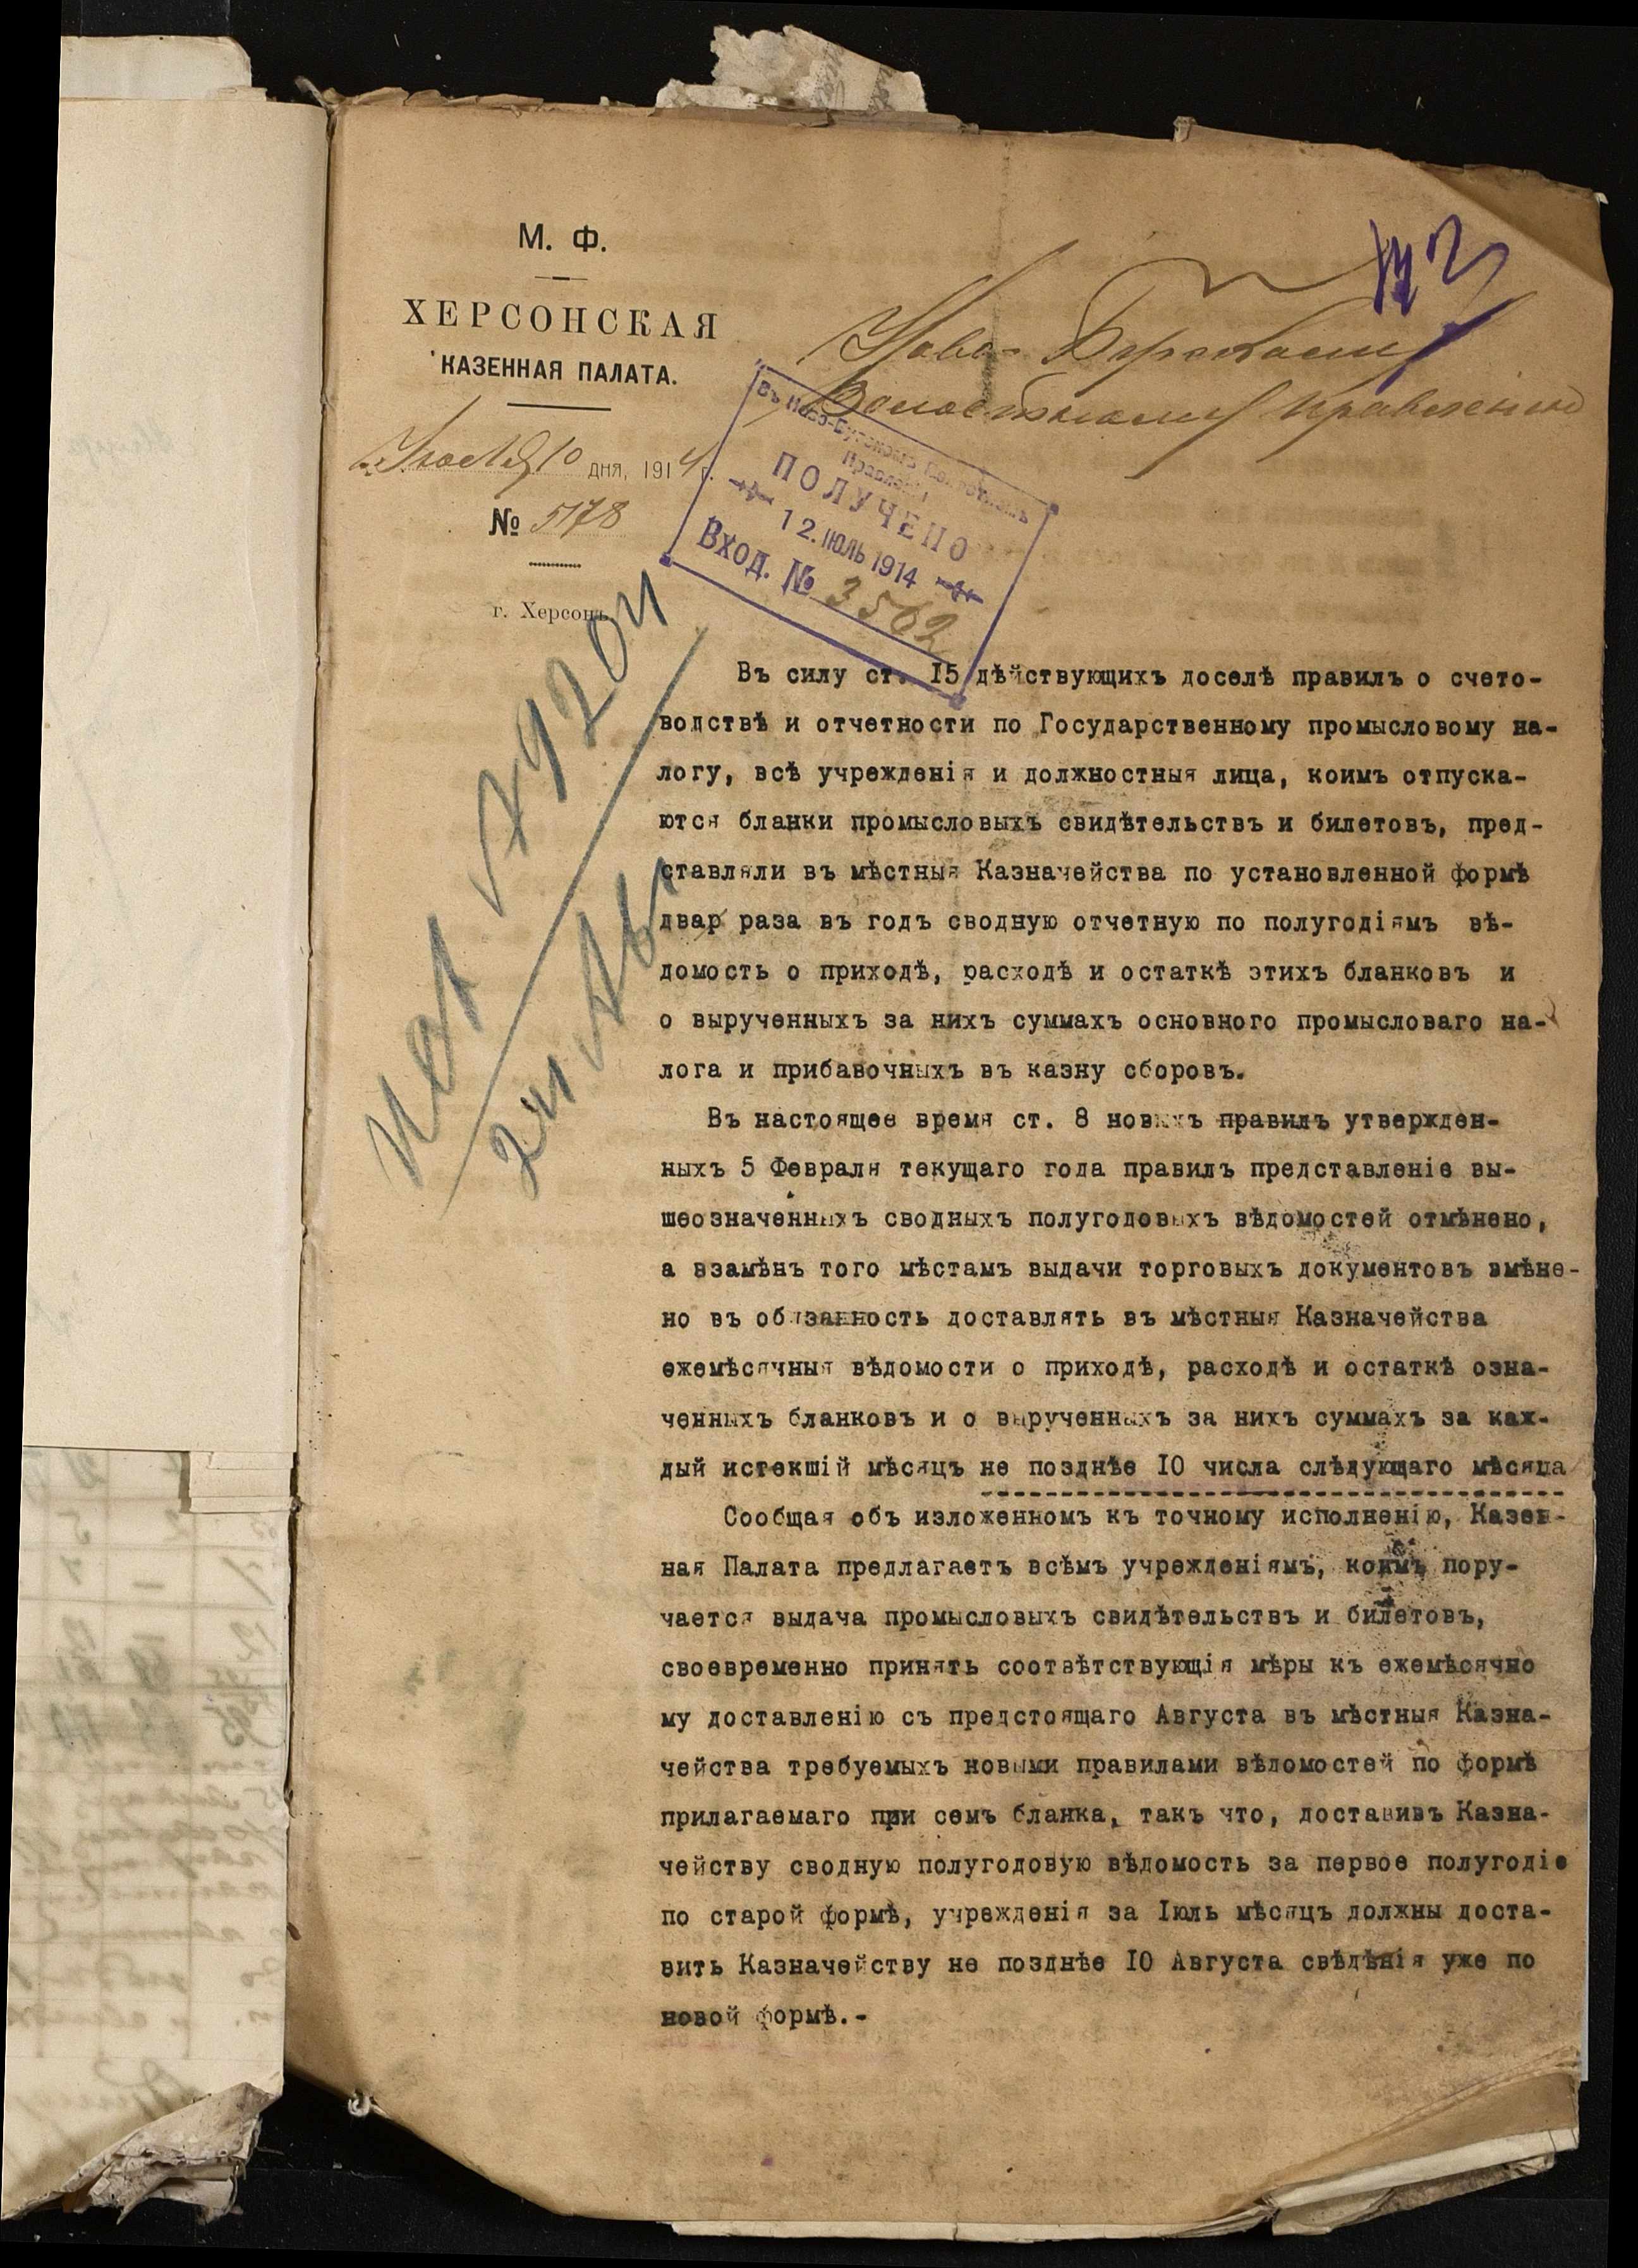 М. Ф.
ХЕРСОНСКАЯ
КАЗЕННАЯ ПАЛАТА.
Июля 10 дня, 1914 г.
№ 5178
г. Херсонъ
Ново-
Волостному Правленію
Въ Ново-Бугскомъ Волостномъ
Правленіи
ПОЛУЧЕНО
12. ІЮЛЬ 1914
Вход. № 3562
Въ силу ст. 15 дѣйствующихъ доселѣ правилъ о счето-
водствѣ и отчетности по Государственному промысловому на-
логу, всѣ учрежденія и должностныя лица, коимъ отпуска-
ются бланки промысловыхъ свидѣтельствъ и билетовъ, пред-
ставляли въ мѣстныя Казначейства по установленной формѣ
двар раза въ годъ сводную отчетную по полугодіямъ вѣ-
домость о приходѣ, расходѣ и остаткѣ этихъ бланковъ и
о вырученныхъ за нихъ суммахъ основного промысловаго на-
лога и прибавочныхъ въ казну сборовъ.
Въ настоящее время ст. 8 новыхъ правилъ утвержден-
ныхъ 5 Февраля текущаго года правилъ представленіе вы-
шеозначенныхъ сводныхъ полугодовыхъ вѣдомостей отмѣнено,
а взамѣнъ того мѣстамъ выдачи торговыхъ документовъ вмѣне-
но въ обязанность доставлять въ мѣстныя Казначейства
ежемѣсячныя вѣдомости о приходѣ, расходѣ и остаткѣ озна-
ченныхъ бланковъ и о вырученныхъ за нихъ суммахъ за каж-
дый истекшій мѣсяцъ не позднѣе 10 числа слѣдующаго мѣсяца
Сообщая объ изложенномъ къ точному исполненію, Казен-
ная Палата предлагаетъ всѣмъ учрежденіямъ, коимъ пору-
чается выдача промысловыхъ свидѣтельствъ и билетовъ,
своевременно принять соотвѣтствующія мѣры къ ежемѣсячно
му доставленію съ предстоящаго Августа въ мѣстныя Казна-
чейства требуемыхъ новыми правилами вѣдомостей по формѣ
прилагаемаго при семъ бланка, такъ что, доставивъ Казна-
чейству сводную полугодовую вѣдомость за первое полугодіе
по старой формѣ, учрежденія за Іюль мѣсяцъ должны доста-
вить Казначейству не позднѣе 10 Августа свѣдѣнія уже по
новой формѣ.-